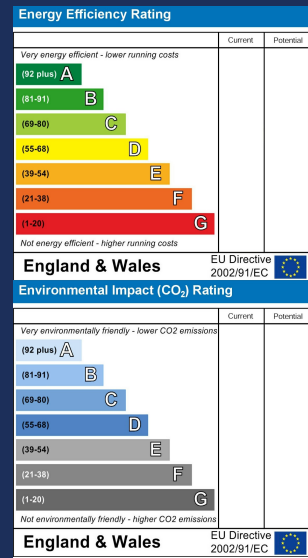 Energy Efficiency Rating
Current Potential
Very energy efficient - lower running costs
(92 plus) A
(81-91) B
(69-80) C
(55-68) D
(39-54) E
(21-38) F
(1-20) G
Not energy efficient - higher running costs
England & Wales
EU Directive
2002/91/EC
Environmental Impact (CO₂) Rating
Current Potential
Very environmentally friendly - lower CO2 emissions
(92 plus) A
(81-91) B
(69-80) C
(55-68) D
(39-54) E
(21-38) F
(1-20) G
Not environmentally friendly - higher CO2 emissions
England & Wales
EU Directive
2002/91/EC